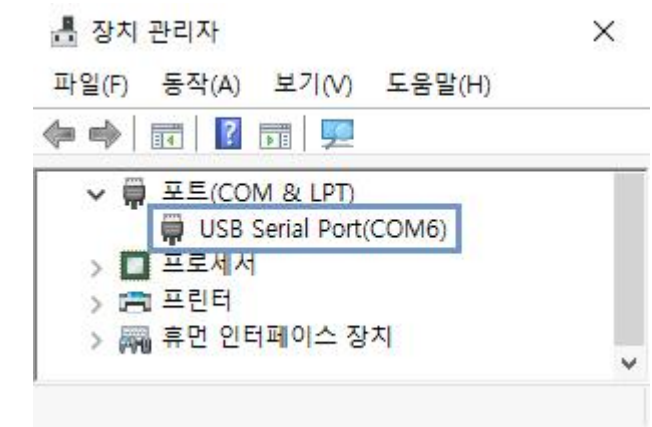 장치 관리자
파일(F) 동작(A) 보기(V) 도움말(H)
포트(COM & LPT)
USB Serial Port(COM6)
프로세서
프린터
휴먼 인터페이스 장치